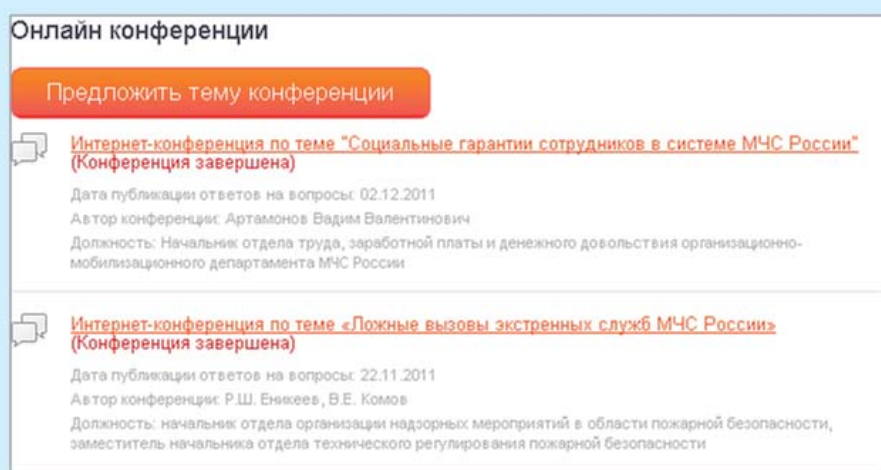 Онлайн конференции
Предложить тему конференции
Интернет-конференция по теме "Социальные гарантии сотрудников в системе МЧС России"
(Конференция завершена)
Дата публикации ответов на вопросы: 02.12.2011
Автор конференции: Артамонов Вадим Валентинович
Должность: Начальник отдела труда, заработной платы и денежного довольствия организационно-
мобилизационного департамента МЧС России
Интернет-конференция по теме «Ложные вызовы экстренных служб МЧС России»
(Конференция завершена)
Дата публикации ответов на вопросы: 22.11.2011
Автор конференции: Р.Ш. Еникеев, В.Е. Комов
Должность: начальник отдела организации надзорных мероприятий в области пожарной безопасности,
заместитель начальника отдела технического регулирования пожарной безопасности